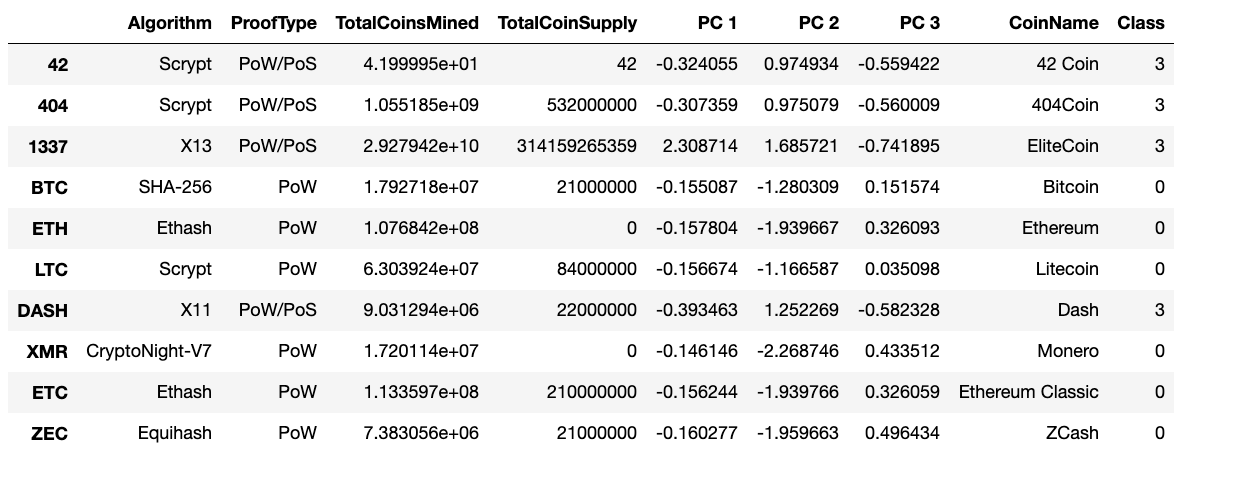 Algorithm ProofType TotalCoinsMined TotalCoinSupply PC 1 PC 2 PC 3 CoinName Class
42 Scrypt PoW/PoS 4.199995e+01 42 -0.324055 0.974934 -0.559422 42 Coin 3
404 Scrypt PoW/PoS 1.055185e+09 532000000 -0.307359 0.975079 -0.560009 404Coin 3
1337 X13 PoW/PoS 2.927942e+10 314159265359 2.308714 1.685721 -0.741895 EliteCoin 3
BTC SHA-256 PoW 1.792718e+07 21000000 -0.155087 -1.280309 0.151574 Bitcoin 0
ETH Ethash PoW 1.076842e+08 0 -0.157804 -1.939667 0.326093 Ethereum 0
LTC Scrypt PoW 6.303924e+07 84000000 -0.156674 -1.166587 0.035098 Litecoin 0
DASH X11 PoW/PoS 9.031294e+06 22000000 -0.393463 1.252269 -0.582328 Dash 3
XMR CryptoNight-V7 PoW 1.720114e+07 0 -0.146146 -2.268746 0.433512 Monero 0
ETC Ethash PoW 1.133597e+08 210000000 -0.156244 -1.939766 0.326059 Ethereum Classic 0
ZEC Equihash PoW 7.383056e+06 21000000 -0.160277 -1.959663 0.496434 ZCash 0